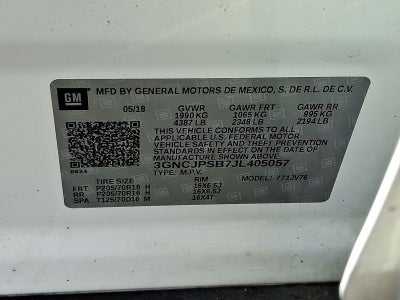 GM MFD BY GENERAL MOTORS DE MEXICO, S. DE R.L. DE C.V.
05/18 GVWR GAWR FRT GAWR RR
1990 KG 1065 KG 995 KG
4387 LB 2348 LB 2194 LB
THIS VEHICLE CONFORMS TO ALL
APPLICABLE U.S. FEDERAL MOTOR
VEHICLE SAFETY AND THEFT PREVENTION
STANDARDS IN EFFECT ON THE DATE
OF MANUFACTURE SHOWN ABOVE.
3GNCJPSB7JL405057
TYPE: M.P.V. MODEL: 1JV76
TIRE SIZE RIM
FRT P205/70R16 H 16X6.5J
RR P205/70R16 H 16X6.5J
SPA T125/70D16 M 16X4T